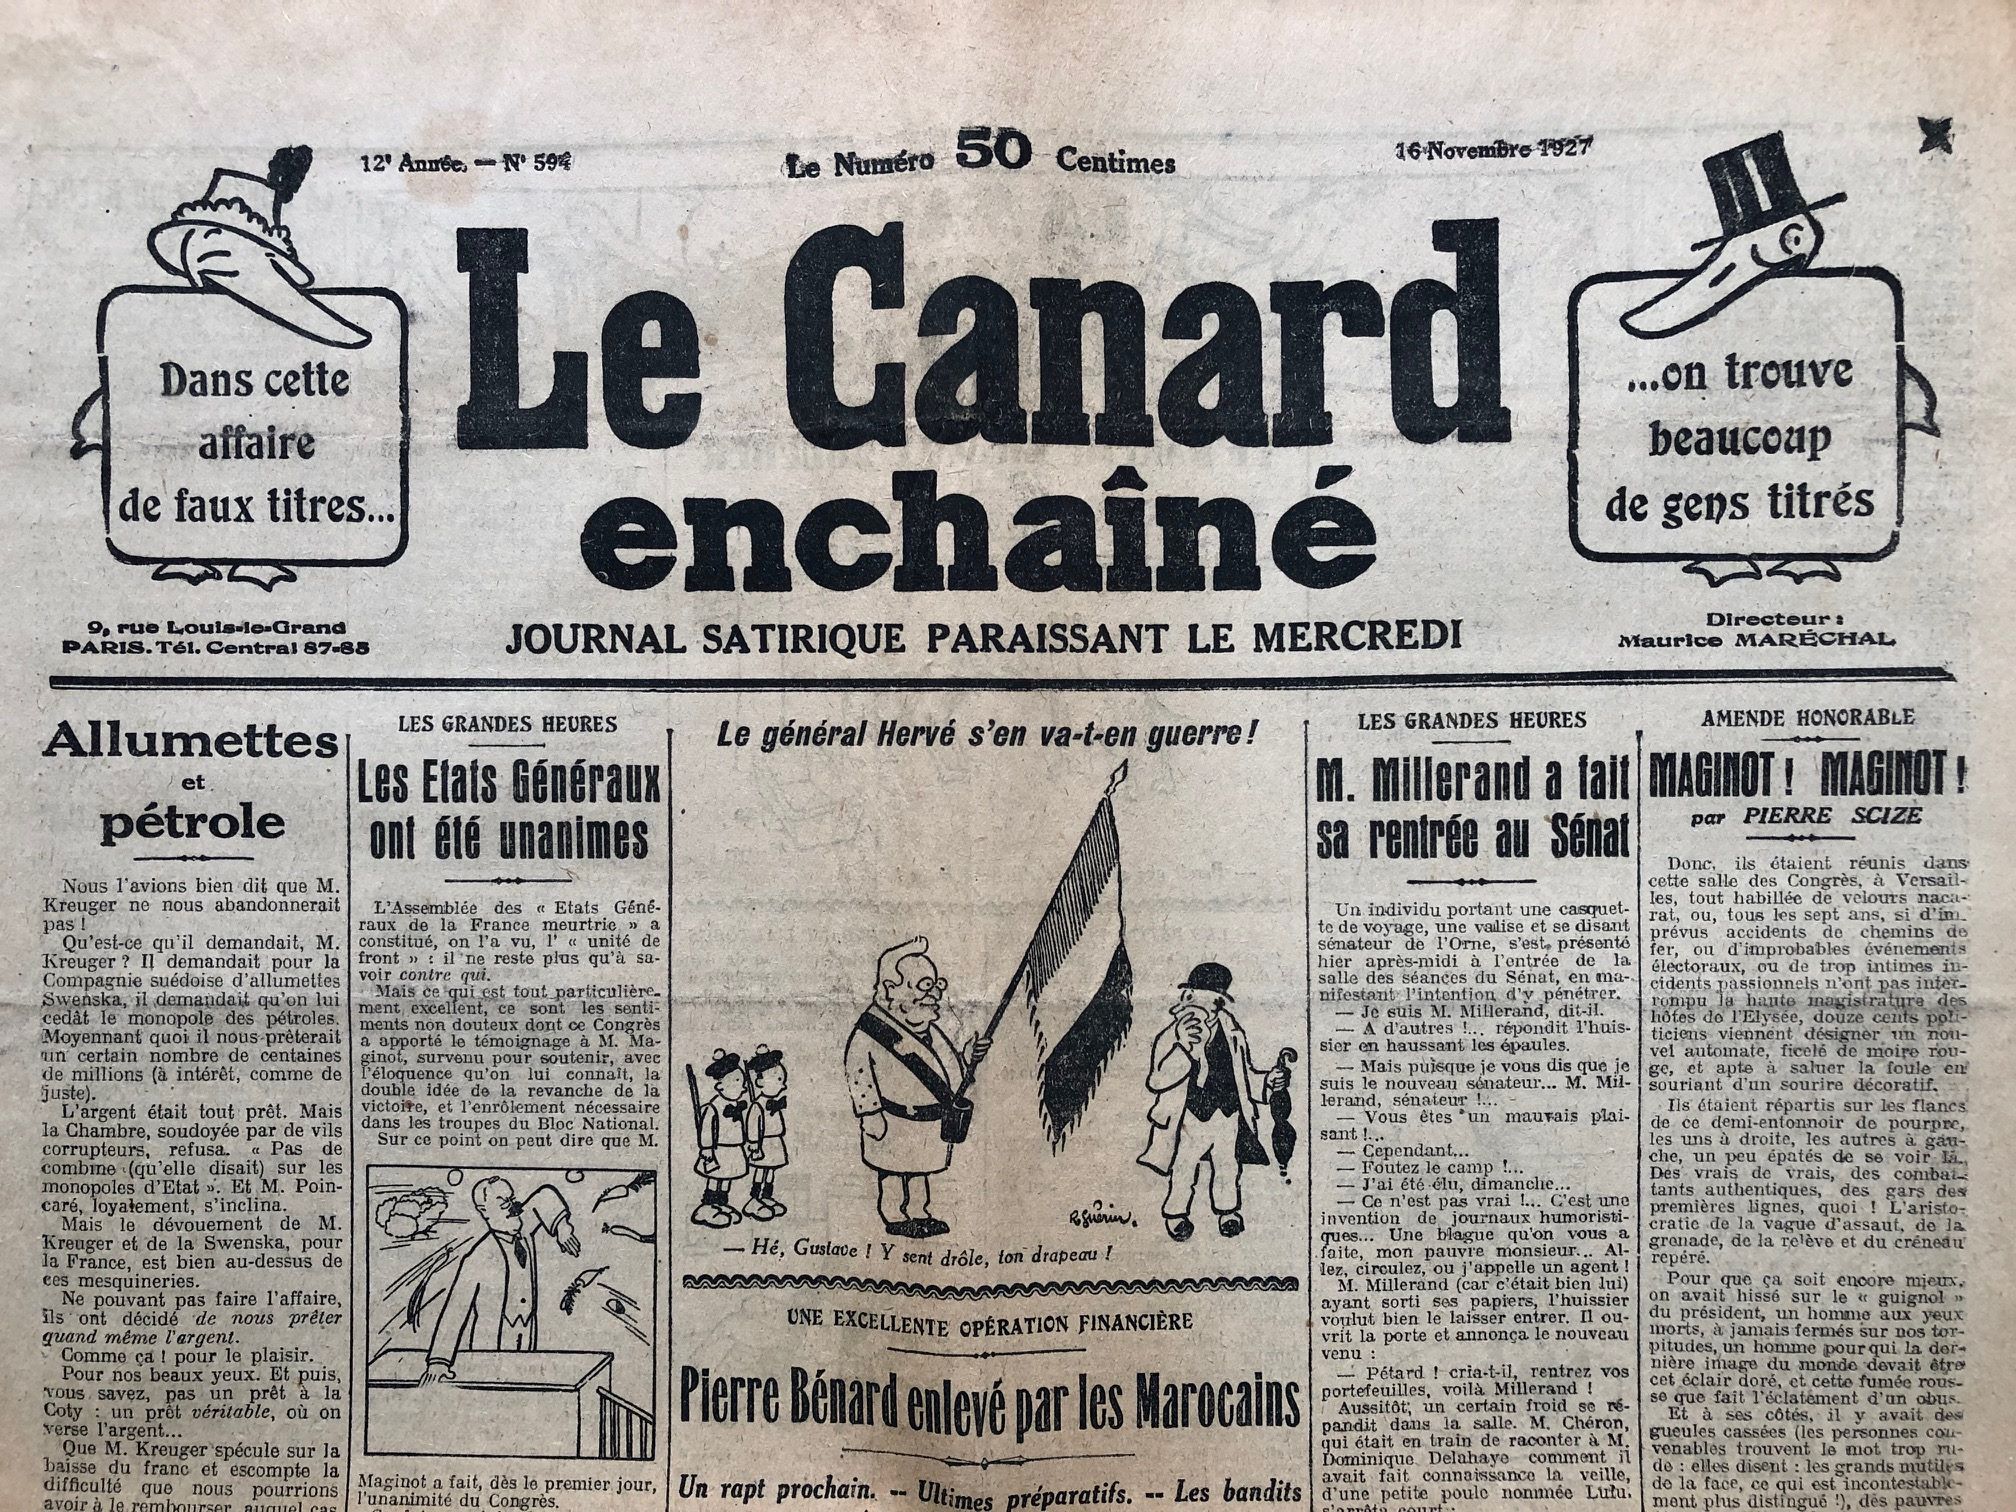 12e Année. — N° 594
Le Numéro 50 Centimes
16 Novembre 1927
Dans cette
affaire
de faux titres...
Le Canard
enchaîné
...on trouve
beaucoup
de gens titrés
9, rue Louis-le-Grand
PARIS. Tél. Central 87-85
JOURNAL SATIRIQUE PARAISSANT LE MERCREDI
Directeur :
Maurice MARÉCHAL
Allumettes
et
pétrole
Nous l'avions bien dit que M.
Kreuger ne nous abandonnerait
pas !
Qu'est-ce qu'il demandait, M.
Kreuger ? Il demandait pour la
Compagnie suédoise d'allumettes
Swenska, il demandait qu'on lui
cedât le monopole des pétroles.
Moyennant quoi il nous prêterait
un certain nombre de centaines
de millions (à intérêt, comme de
juste).
L'argent était tout prêt. Mais
la Chambre, soudoyée par de vils
corrupteurs, refusa. « Pas de
combine (qu'elle disait) sur les
monopoles d'Etat ». Et M. Poin-
caré, loyalement, s'inclina.
Mais le dévouement de M.
Kreuger et de la Swenska, pour
la France, est bien au-dessus de
ces mesquineries.
Ne pouvant pas faire l'affaire,
ils ont décidé de nous prêter
quand même l'argent.
Comme ça ! pour le plaisir.
Pour nos beaux yeux. Et puis,
vous savez, pas un prêt à la
Coty : un prêt véritable, où on
verse l'argent...
Que M. Kreuger spécule sur la
baisse du franc et escompte la
difficulté que nous pourrions
avoir à le rembourser, auquel cas
LES GRANDES HEURES
Les Etats Généraux
ont été unanimes
L'Assemblée des « Etats Géné-
raux de la France meurtrie » a
constitué, on l'a vu, l' « unité de
front » : il ne reste plus qu'à sa-
voir contre qui.
Mais ce qui est tout particulière-
ment excellent, ce sont les senti-
ments non douteux dont ce Congrès
a apporté le témoignage à M. Ma-
ginot, survenu pour soutenir, avec
l'éloquence qu'on lui connaît, la
double idée de la revanche de la
victoire, et l'enrôlement nécessaire
dans les troupes du Bloc National.
Sur ce point on peut dire que M.
Maginot a fait, dès le premier jour,
l'unanimité du Congrès.
Le général Hervé s'en va-t-en guerre !
R Guérin.
— Hé, Gustave ! Y sent drôle, ton drapeau !
UNE EXCELLENTE OPÉRATION FINANCIÈRE
Pierre Bénard enlevé par les Marocains
Un rapt prochain. -- Ultimes préparatifs. -- Les bandits
LES GRANDES HEURES
M. Millerand a fait
sa rentrée au Sénat
Un individu portant une casquet-
te de voyage, une valise et se disant
sénateur de l'Orne, s'est présenté
hier après-midi à l'entrée de la
salle des séances du Sénat, en ma-
nifestant l'intention d'y pénétrer.
— Je suis M. Millerand, dit-il.
— A d'autres !... répondit l'huis-
sier en haussant les épaules.
— Mais puisque je vous dis que je
suis le nouveau sénateur... M. Mil-
lerand, sénateur !...
— Vous êtes un mauvais plai-
sant !...
— Cependant...
— Foutez le camp !...
— J'ai été élu, dimanche...
— Ce n'est pas vrai !... C'est une
invention de journaux humoristi-
ques... Une blague qu'on vous a
faite, mon pauvre monsieur... Al-
lez, circulez, ou j'appelle un agent !
M. Millerand (car c'était bien lui)
ayant sorti ses papiers, l'huissier
voulut bien le laisser entrer. Il ou-
vrit la porte et annonça le nouveau
venu :
— Pétard ! cria-t-il, rentrez vos
portefeuilles, voilà Millerand !
Aussitôt, un certain froid se ré-
pandit dans la salle. M. Chéron,
qui était en train de raconter à M.
Dominique Delahaye comment il
avait fait connaissance la veille,
d'une petite poule nommée Lulu,
s'arrêta court :
AMENDE HONORABLE
MAGINOT ! MAGINOT !
par PIERRE SCIZE
Donc, ils étaient réunis dans
cette salle des Congrès, à Versail-
les, tout habillée de velours naca-
rat, ou, tous les sept ans, si d'im-
prévus accidents de chemins de
fer, ou d'improbables événements
électoraux, ou de trop intimes in-
cidents passionnels n'ont pas inter-
rompu la haute magistrature des
hôtes de l'Elysée, douze cents poli-
ticiens viennent désigner un nou-
vel automate, ficelé de moire rou-
ge, et apte à saluer la foule en
souriant d'un sourire décoratif.
Ils étaient répartis sur les flancs
de ce demi-entonnoir de pourpre,
les uns à droite, les autres à gau-
che, un peu épatés de se voir là.
Des vrais de vrais, des combat-
tants authentiques, des gars des
premières lignes, quoi ! L'aristo-
cratie de la vague d'assaut, de la
grenade, de la relève et du créneau
repéré.
Pour que ça soit encore mieux,
on avait hissé sur le « guignol »
du président, un homme aux yeux
morts, à jamais fermés sur nos tor-
pitudes, un homme pour qui la der-
nière image du monde devait être
cet éclair doré, et cette fumée rous-
se que fait l'éclatement d'un obus.
Et à ses côtés, il y avait des
gueules cassées (les personnes con-
venables trouvent le mot trop ru-
de : elles disent : les grands mutilés
de la face, ce qui est incontestable-
ment plus distingué !), des pauvres